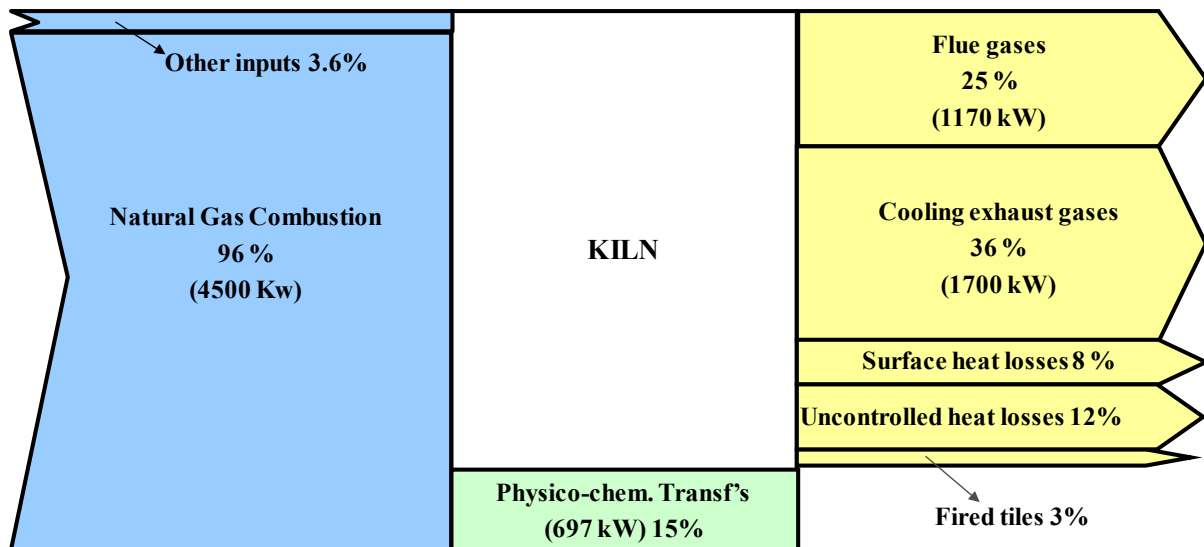 Other inputs 3.6%
Natural Gas Combustion
96 %
(4500 Kw)
KILN
Physico-chem. Transf's
(697 kW) 15%
Flue gases
25 %
(1170 kW)
Cooling exhaust gases
36 %
(1700 kW)
Surface heat losses 8 %
Uncontrolled heat losses 12%
Fired tiles 3%